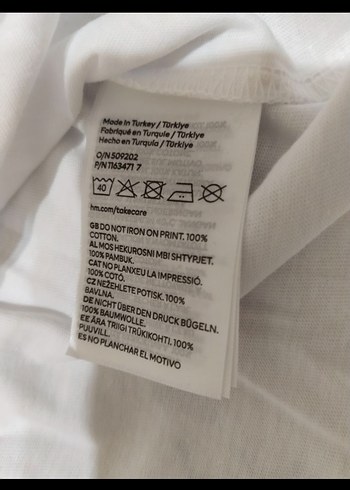 Made in Turkey / Türkiye
Fabriqué en Turquie / Türkiye
Hecho en Turquía / Türkiye
O/N 509202
P/N 1163471 7
40
hm.com/takecare
GB DO NOT IRON ON PRINT. 100%
COTTON.
AL MOS HEKUROSNI MBI SHTYPJET.
100% PAMBUK.
CAT NO PLANXEU LA IMPRESSIÓ.
100% COTÓ.
CZ NEŽEHLETE POTISK. 100%
BAVLNA.
DE NICHT ÜBER DEN DRUCK BÜGELN.
100% BAUMWOLLE.
EE ÄRA TRIIGI TRÜKIKOHTI. 100%
PUUVILL.
ES NO PLANCHAR EL MOTIVO